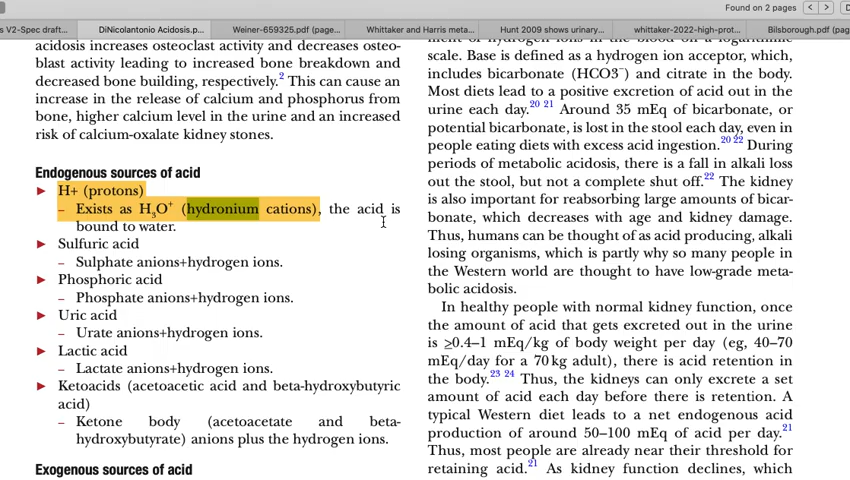 Found on 2 pages
s V2-Spec draft...
DiNicolantonio Acidosis.p...
Weiner-659325.pdf (page...
Whittaker and Harris meta...
Hunt 2009 shows urinary...
whittaker-2022-high-prot...
Bilsborough.pdf (pag
acidosis increases osteoclast activity and decreases osteo-
blast activity leading to increased bone breakdown and
decreased bone building, respectively.2 This can cause an
increase in the release of calcium and phosphorus from
bone, higher calcium level in the urine and an increased
risk of calcium-oxalate kidney stones.
Endogenous sources of acid
► H+ (protons)
– Exists as H3O+ (hydronium cations), the acid is
bound to water.
► Sulfuric acid
– Sulphate anions+hydrogen ions.
► Phosphoric acid
– Phosphate anions+hydrogen ions.
► Uric acid
– Urate anions+hydrogen ions.
► Lactic acid
– Lactate anions+hydrogen ions.
► Ketoacids (acetoacetic acid and beta-hydroxybutyric
acid)
– Ketone body (acetoacetate and beta-
hydroxybutyrate) anions plus the hydrogen ions.
Exogenous sources of acid
ment of hydrogen ions in the blood on a logarithmic
scale. Base is defined as a hydrogen ion acceptor, which,
includes bicarbonate (HCO3−) and citrate in the body.
Most diets lead to a positive excretion of acid out in the
urine each day.20 21 Around 35 mEq of bicarbonate, or
potential bicarbonate, is lost in the stool each day, even in
people eating diets with excess acid ingestion.20 22 During
periods of metabolic acidosis, there is a fall in alkali loss
out the stool, but not a complete shut off.22 The kidney
is also important for reabsorbing large amounts of bicar-
bonate, which decreases with age and kidney damage.
Thus, humans can be thought of as acid producing, alkali
losing organisms, which is partly why so many people in
the Western world are thought to have low-grade meta-
bolic acidosis.
In healthy people with normal kidney function, once
the amount of acid that gets excreted out in the urine
is ≥0.4–1 mEq/kg of body weight per day (eg, 40–70
mEq/day for a 70 kg adult), there is acid retention in
the body.23 24 Thus, the kidneys can only excrete a set
amount of acid each day before there is retention. A
typical Western diet leads to a net endogenous acid
production of around 50–100 mEq of acid per day.21
Thus, most people are already near their threshold for
retaining acid.21 As kidney function declines, which